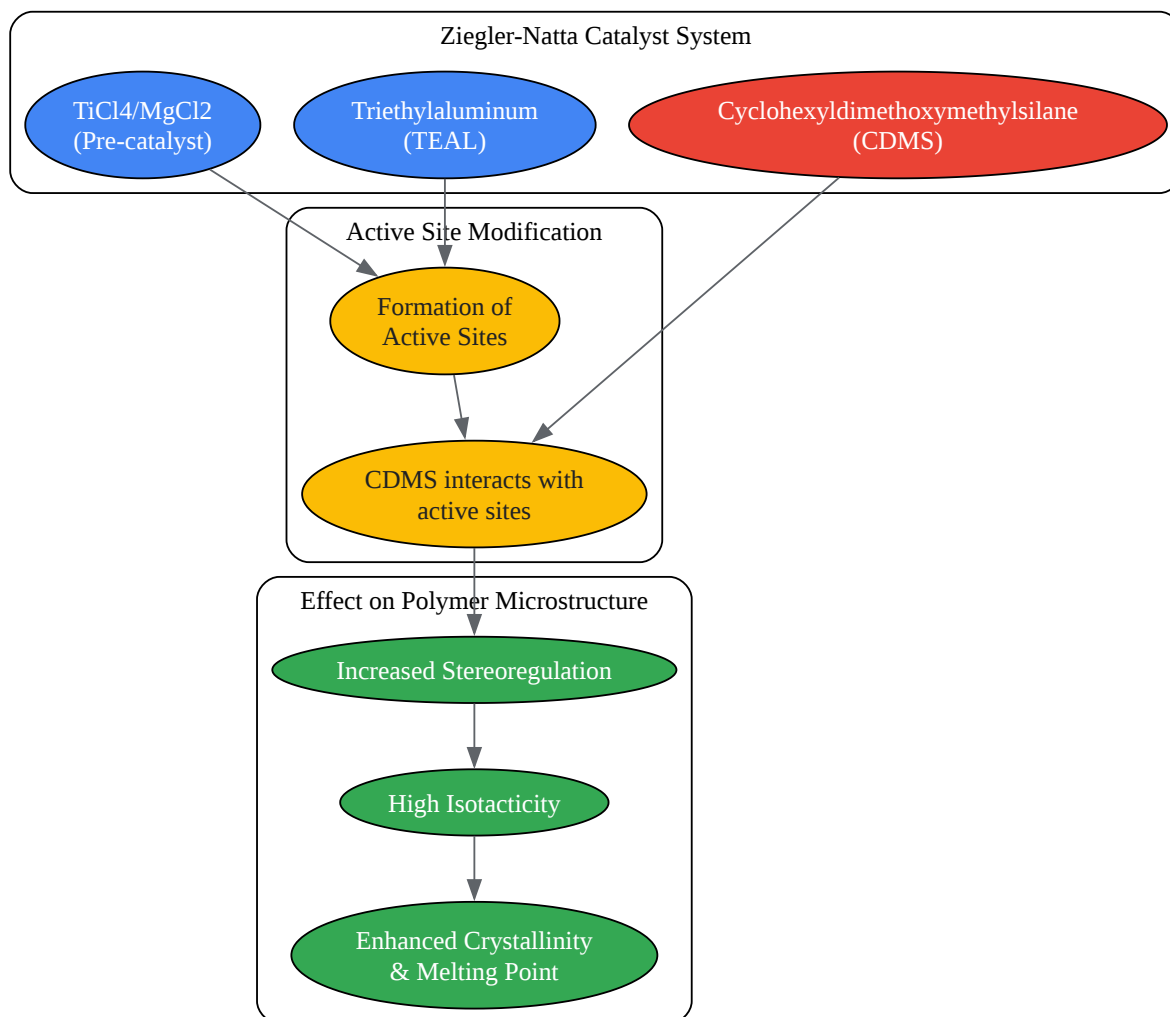 Ziegler-Natta Catalyst System
TiCl4/MgCl2
(Pre-catalyst)
Triethylaluminum
(TEAL)
Cyclohexyldimethoxymethylsilane
(CDMS)
Active Site Modification
Formation of
Active Sites
CDMS interacts with
active sites
Effect on Polymer Microstructure
Increased Stereoregulation
High Isotacticity
Enhanced Crystallinity
& Melting Point